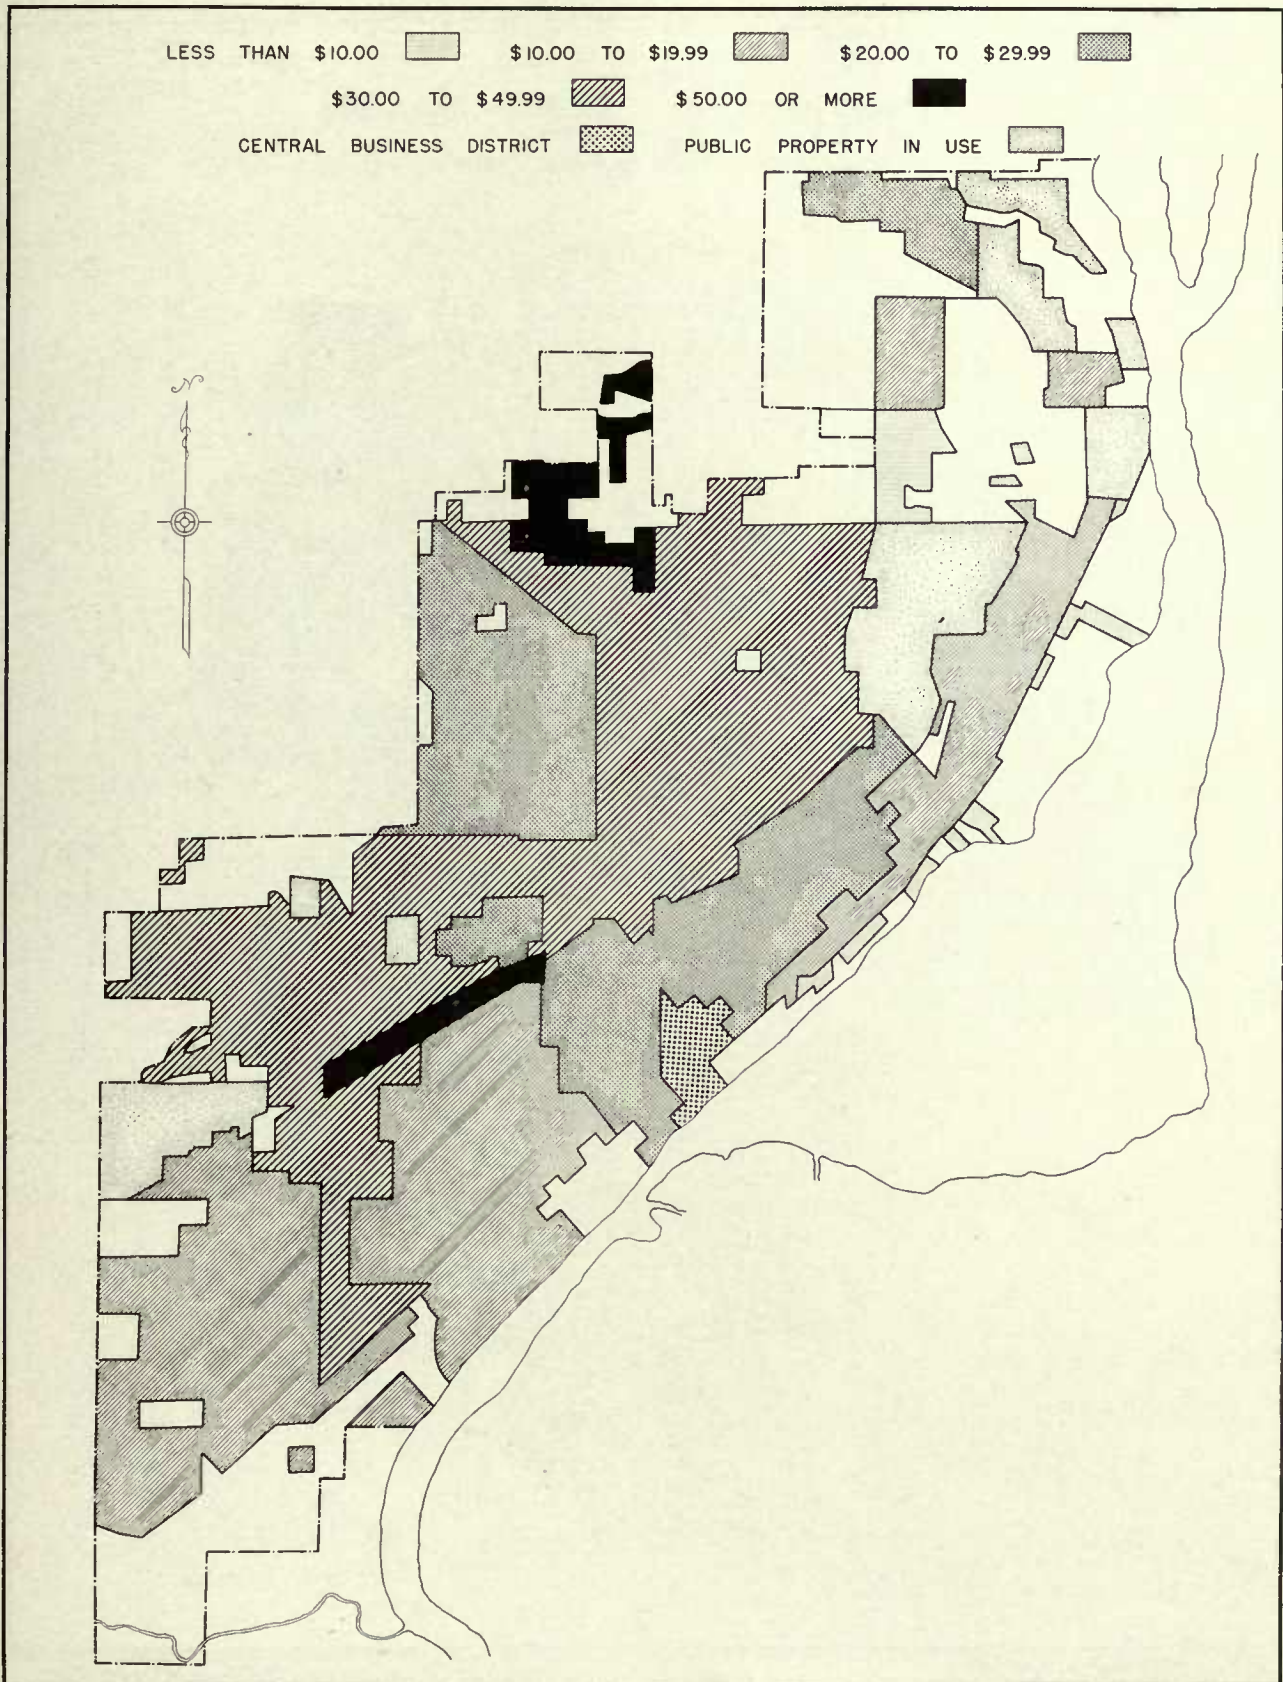 LESS THAN $10.00 $10.00 TO $19.99 $20.00 TO $29.99
$30.00 TO $49.99 $50.00 OR MORE
CENTRAL BUSINESS DISTRICT PUBLIC PROPERTY IN USE
N